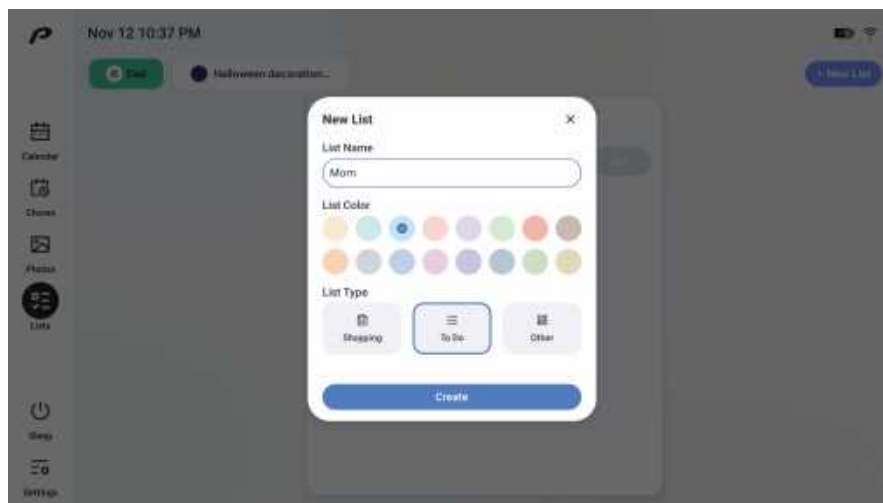 Nov 12 10:37 PM
Dad
Halloween decoration...
+ New List
Calendar
Chores
Photos
Lists
Sleep
Settings
New List
List Name
Mom
List Color
List Type
Shopping
To Do
Other
Create